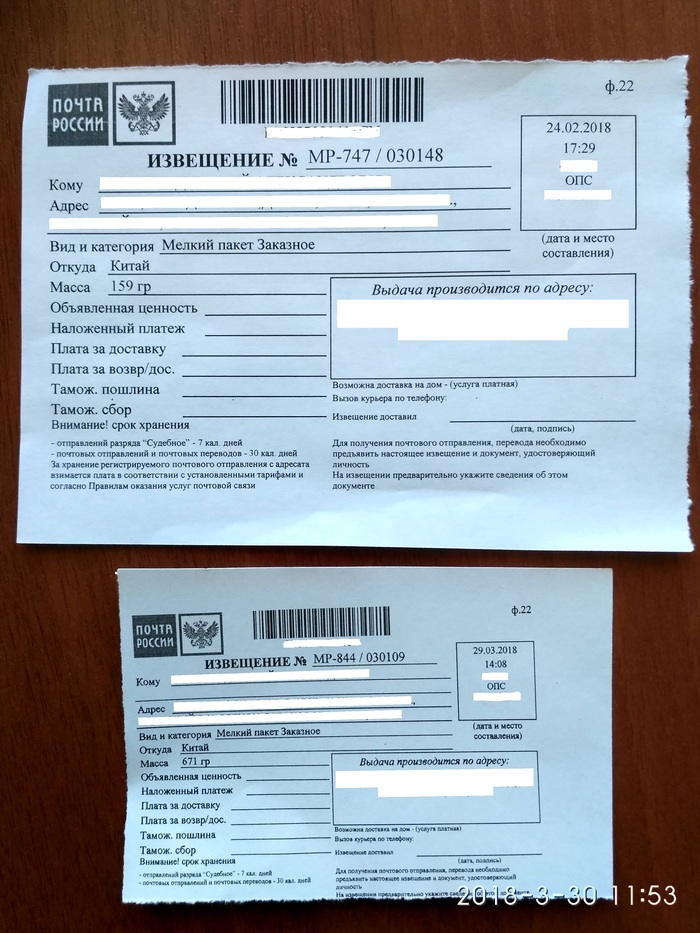 ПОЧТА
РОССИИ
ф.22
ИЗВЕЩЕНИЕ № МР-747 / 030148
24.02.2018
17:29
ОПС
(дата и место
составления)
Кому
Адрес
Вид и категория Мелкий пакет Заказное
Откуда Китай
Масса 159 гр
Объявленная ценность
Наложенный платеж
Плата за доставку
Плата за возвр/дос.
Тамож. пошлина
Тамож. сбор
Внимание! срок хранения
- отправлений разряда "Судебное" - 7 кал. дней
- почтовых отправлений и почтовых переводов - 30 кал. дней
За хранение регистрируемого почтового отправления с адресата
взимается плата в соответствии с установленными тарифами и
согласно Правилам оказания услуг почтовой связи
Выдача производится по адресу:
Возможна доставка на дом - (услуга платная)
Вызов курьера по телефону:
Извещение доставил
(дата, подпись)
Для получения почтового отправления, перевода необходимо
предъявить настоящее извещение и документ, удостоверяющий
личность
На извещении предварительно укажите сведения об этом
документе
ПОЧТА
РОССИИ
ф.22
ИЗВЕЩЕНИЕ № МР-844 / 030109
29.03.2018
14:08
ОПС
(дата и место
составления)
Кому
Адрес
Вид и категория Мелкий пакет Заказное
Откуда Китай
Масса 671 гр
Объявленная ценность
Наложенный платеж
Плата за доставку
Плата за возвр/дос.
Тамож. пошлина
Тамож. сбор
Внимание! срок хранения
- отправлений разряда "Судебное" - 7 кал. дней
- почтовых отправлений и почтовых переводов - 30 кал. дней
Выдача производится по адресу:
Возможна доставка на дом - (услуга платная)
Вызов курьера по телефону:
Извещение доставил
(дата, подпись)
Для получения почтового отправления, перевода необходимо
предъявить настоящее извещение и документ, удостоверяющий
личность
На извещении предварительно укажите
2018-3-30 11:53